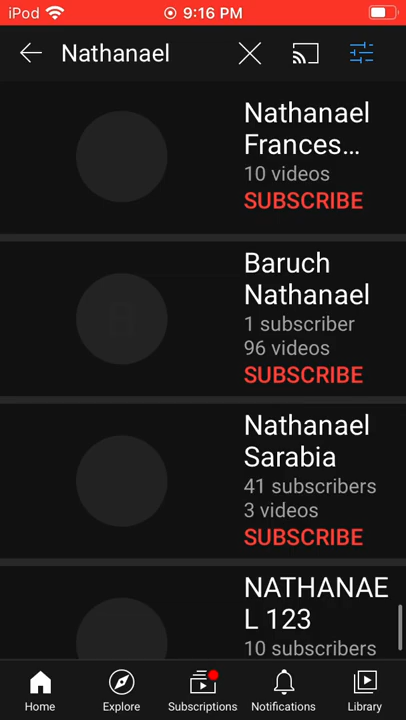 iPod 9:16 PM
Nathanael
Nathanael
Frances...
10 videos
SUBSCRIBE
B
Baruch
Nathanael
1 subscriber
96 videos
SUBSCRIBE
Nathanael
Sarabia
41 subscribers
3 videos
SUBSCRIBE
NATHANAE
L 123
10 subscribers
Home Explore Subscriptions Notifications Library